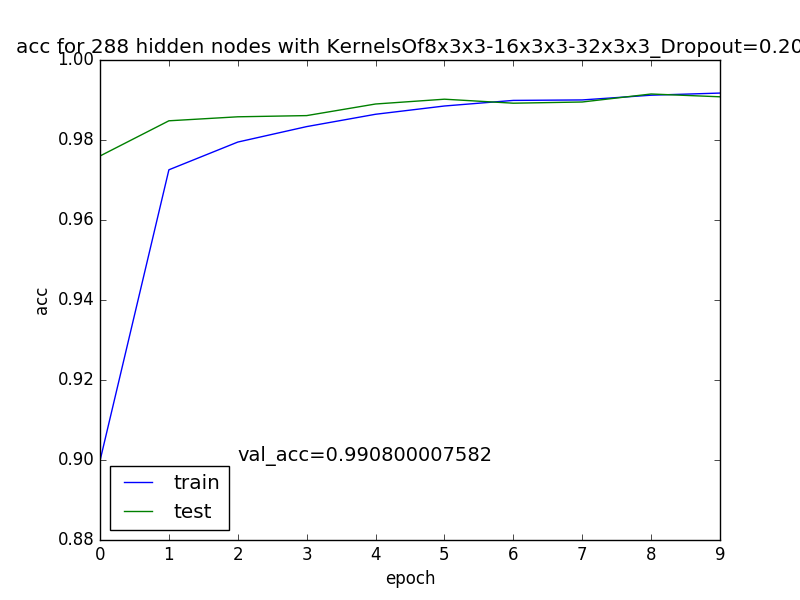 acc for 288 hidden nodes with KernelsOf8x3x3-16x3x3-32x3x3_Dropout=0.20
1.00
0.98
0.96
0.94
0.92
0.90
0.88
acc
val_acc=0.990800007582
train
test
0 1 2 3 4 5 6 7 8 9
epoch